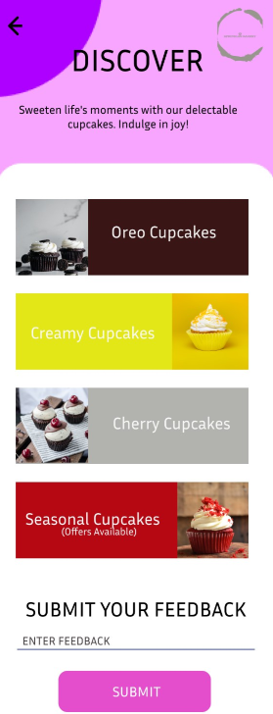 DISCOVER
Sweeten life's moments with our delectable
cupcakes. Indulge in joy!
Oreo Cupcakes
Creamy Cupcakes
Cherry Cupcakes
Seasonal Cupcakes
(Offers Available)
SUBMIT YOUR FEEDBACK
ENTER FEEDBACK
SUBMIT